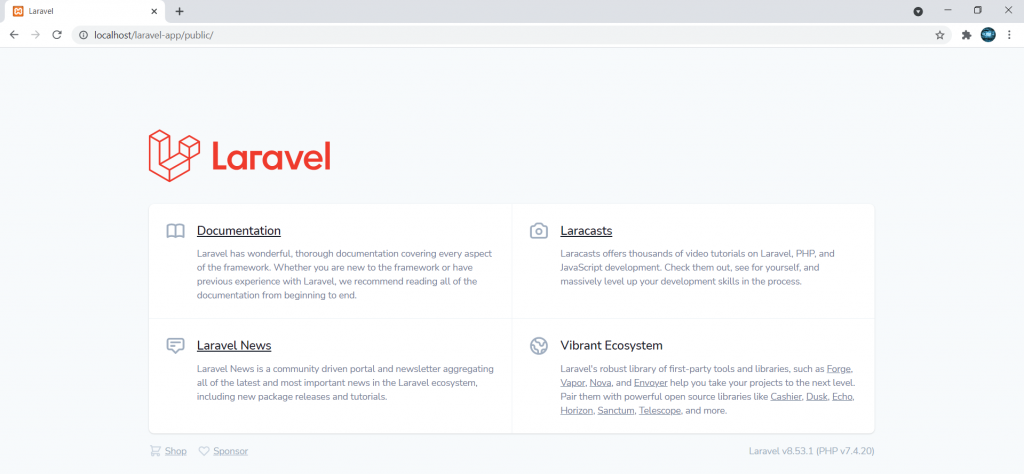 Laravel
localhost/laravel-app/public/
Laravel
Documentation
Laravel has wonderful, thorough documentation covering every aspect
of the framework. Whether you are new to the framework or have
previous experience with Laravel, we recommend reading all of the
documentation from beginning to end.
Laracasts
Laracasts offers thousands of video tutorials on Laravel, PHP, and
JavaScript development. Check them out, see for yourself, and
massively level up your development skills in the process.
Laravel News
Laravel News is a community driven portal and newsletter aggregating
all of the latest and most important news in the Laravel ecosystem,
including new package releases and tutorials.
Vibrant Ecosystem
Laravel's robust library of first-party tools and libraries, such as Forge,
Vapor, Nova, and Envoyer help you take your projects to the next level.
Pair them with powerful open source libraries like Cashier, Dusk, Echo,
Horizon, Sanctum, Telescope, and more.
Shop Sponsor
Laravel v8.53.1 (PHP v7.4.20)